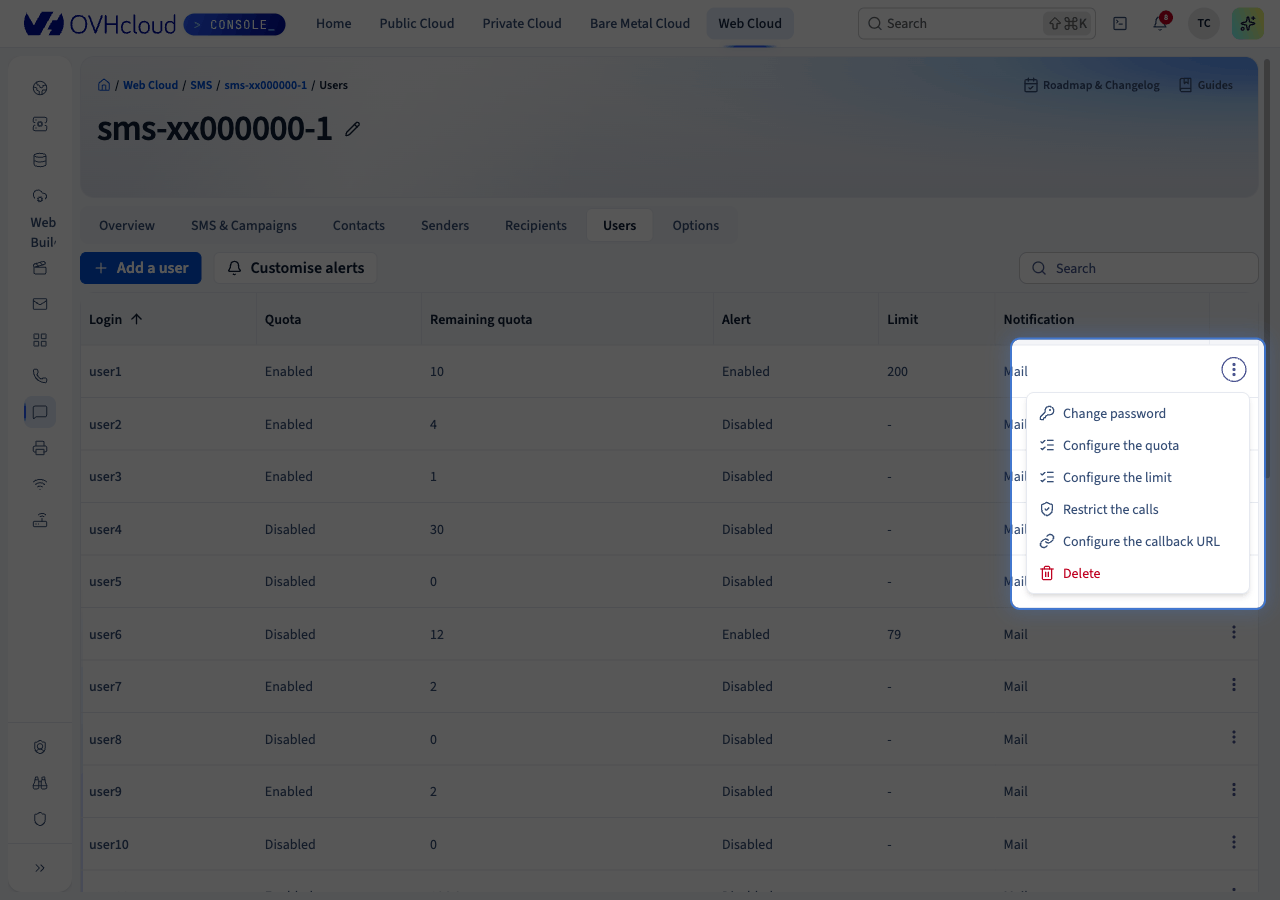 OVHcloud > CONSOLE_ Home Public Cloud Private Cloud Bare Metal Cloud Web Cloud Search ⇧⌘K 8 TC
/ Web Cloud / SMS / sms-xx000000-1 / Users Roadmap & Changelog Guides
sms-xx000000-1
Web
Overview SMS & Campaigns Contacts Senders Recipients Users Options
+ Add a user Customise alerts Search
Login Quota Remaining quota Alert Limit Notification
user1 Enabled 10 Enabled 200 Mail
Change password
user2 Enabled 4 Disabled -
Configure the quota
user3 Enabled 1 Disabled -
Configure the limit
Restrict the calls
user4 Disabled 30 Disabled -
Configure the callback URL
Delete
user5 Disabled 0 Disabled -
user6 Disabled 12 Enabled 79 Mail
user7 Enabled 2 Disabled - Mail
user8 Disabled 0 Disabled - Mail
user9 Enabled 2 Disabled - Mail
user10 Disabled 0 Disabled - Mail